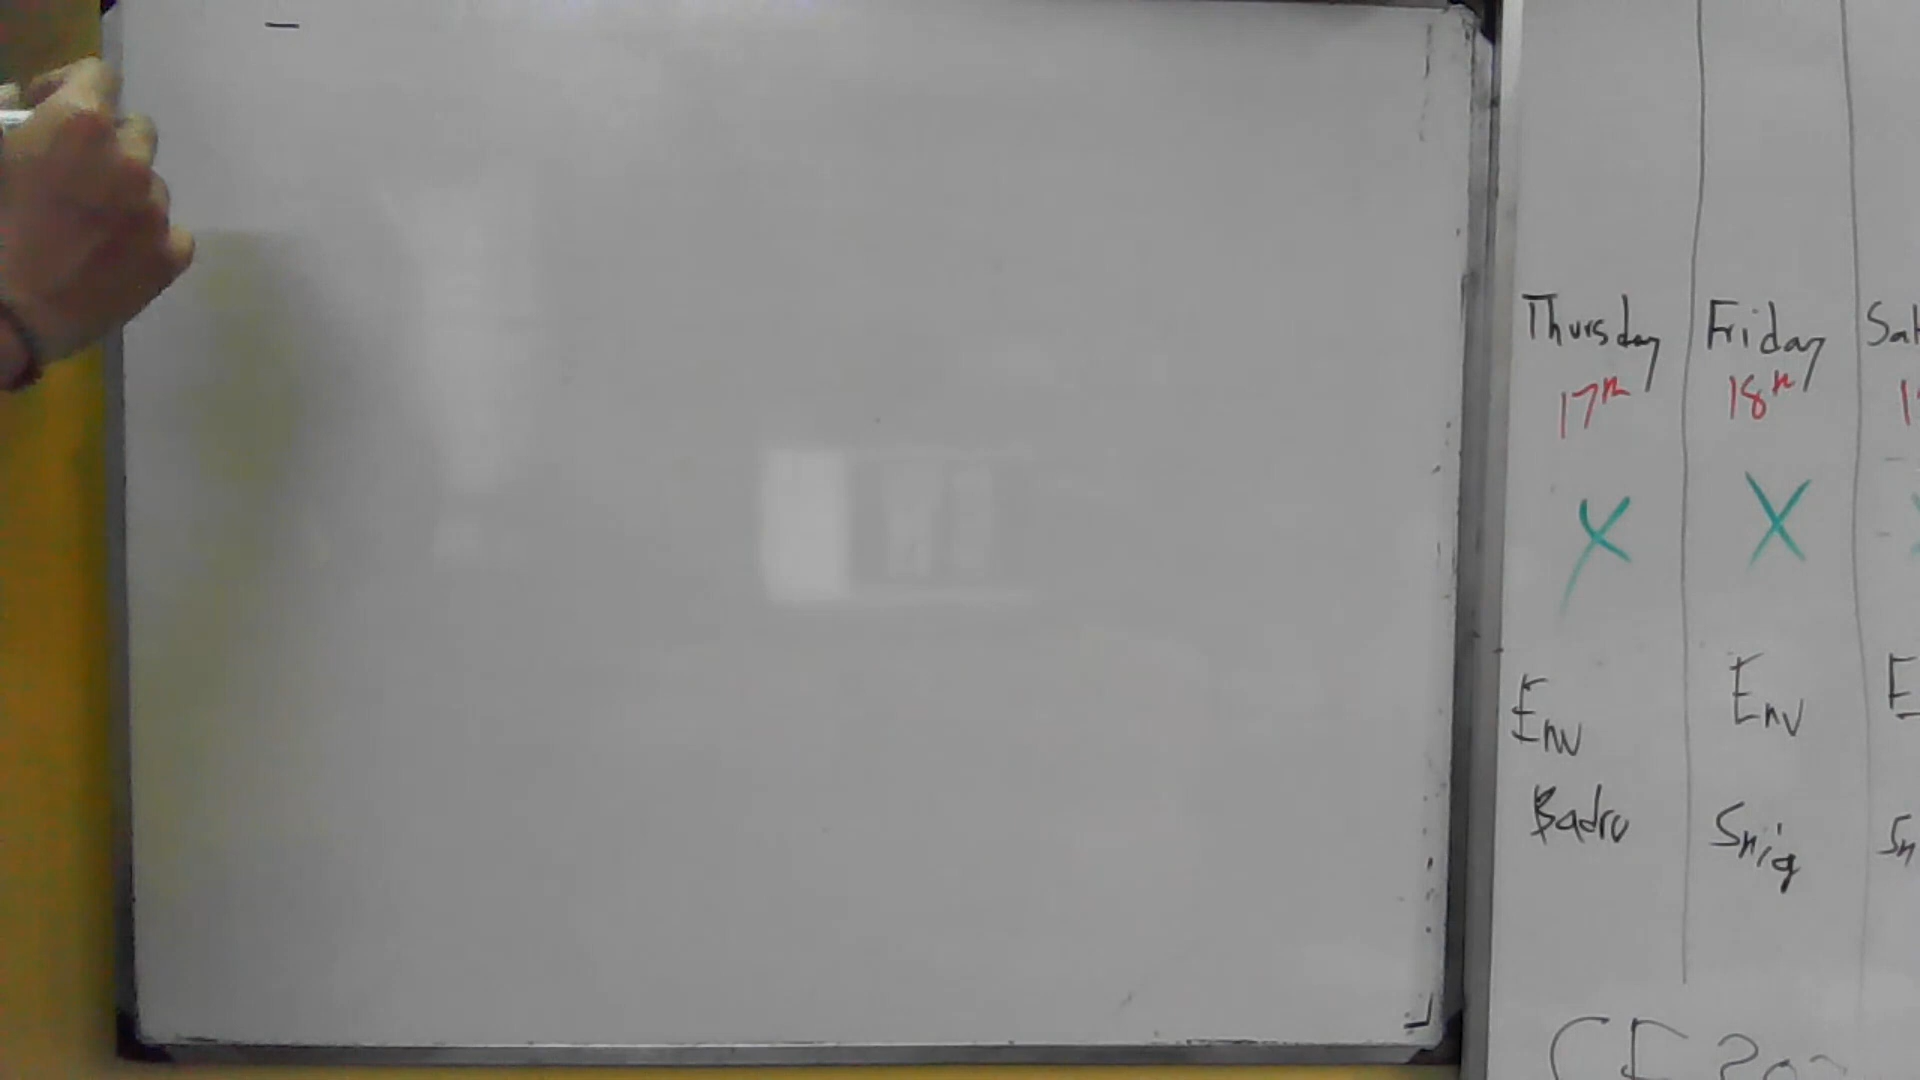 Thursday Friday
17th 18th
X X
Env Env
Badru Snig